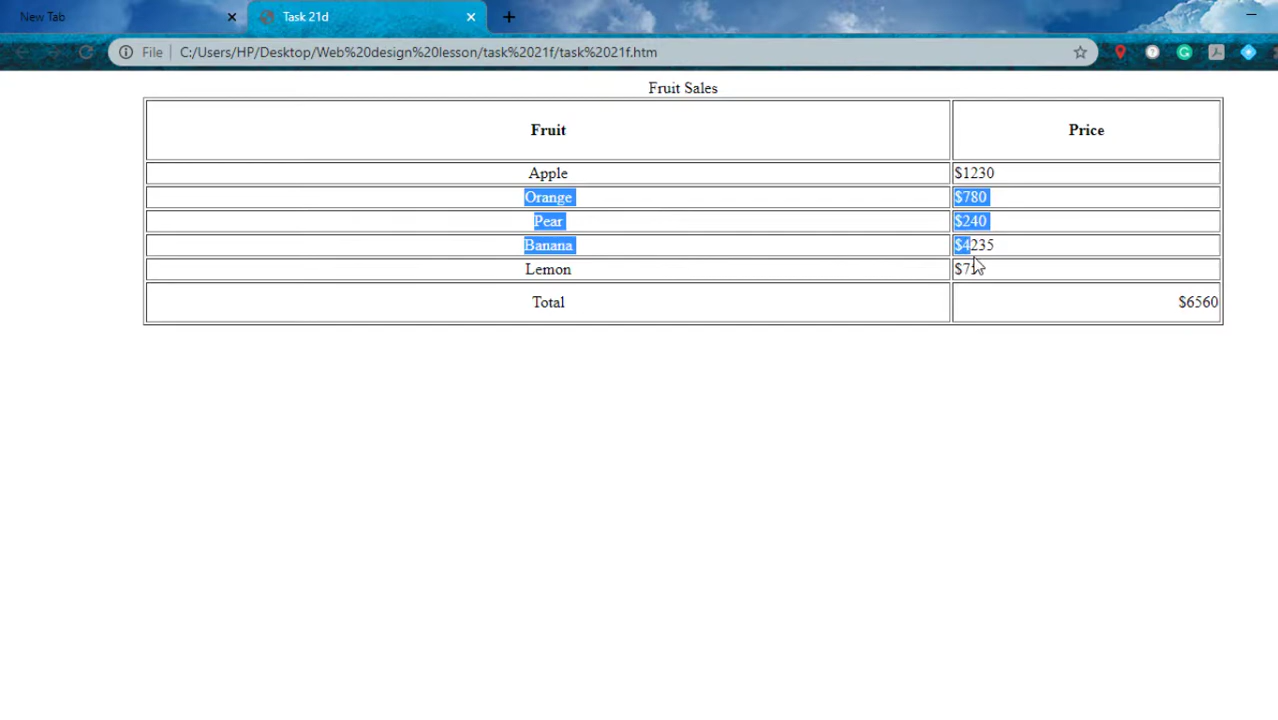 New Tab
Task 21d
File | C:/Users/HP/Desktop/Web%20design%20lesson/task%2021f/task%2021f.htm
Fruit Sales
Fruit Price
Apple $1230
Orange $780
Pear $240
Banana $4235
Lemon
Total $6560